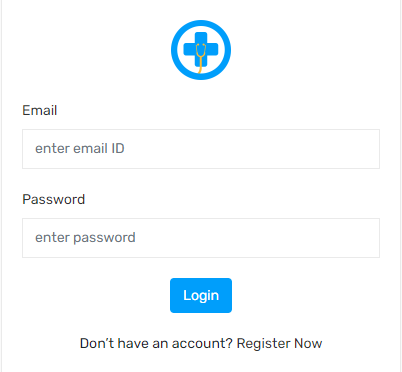 Email
enter email ID
Password
enter password
Login
Don’t have an account? Register Now